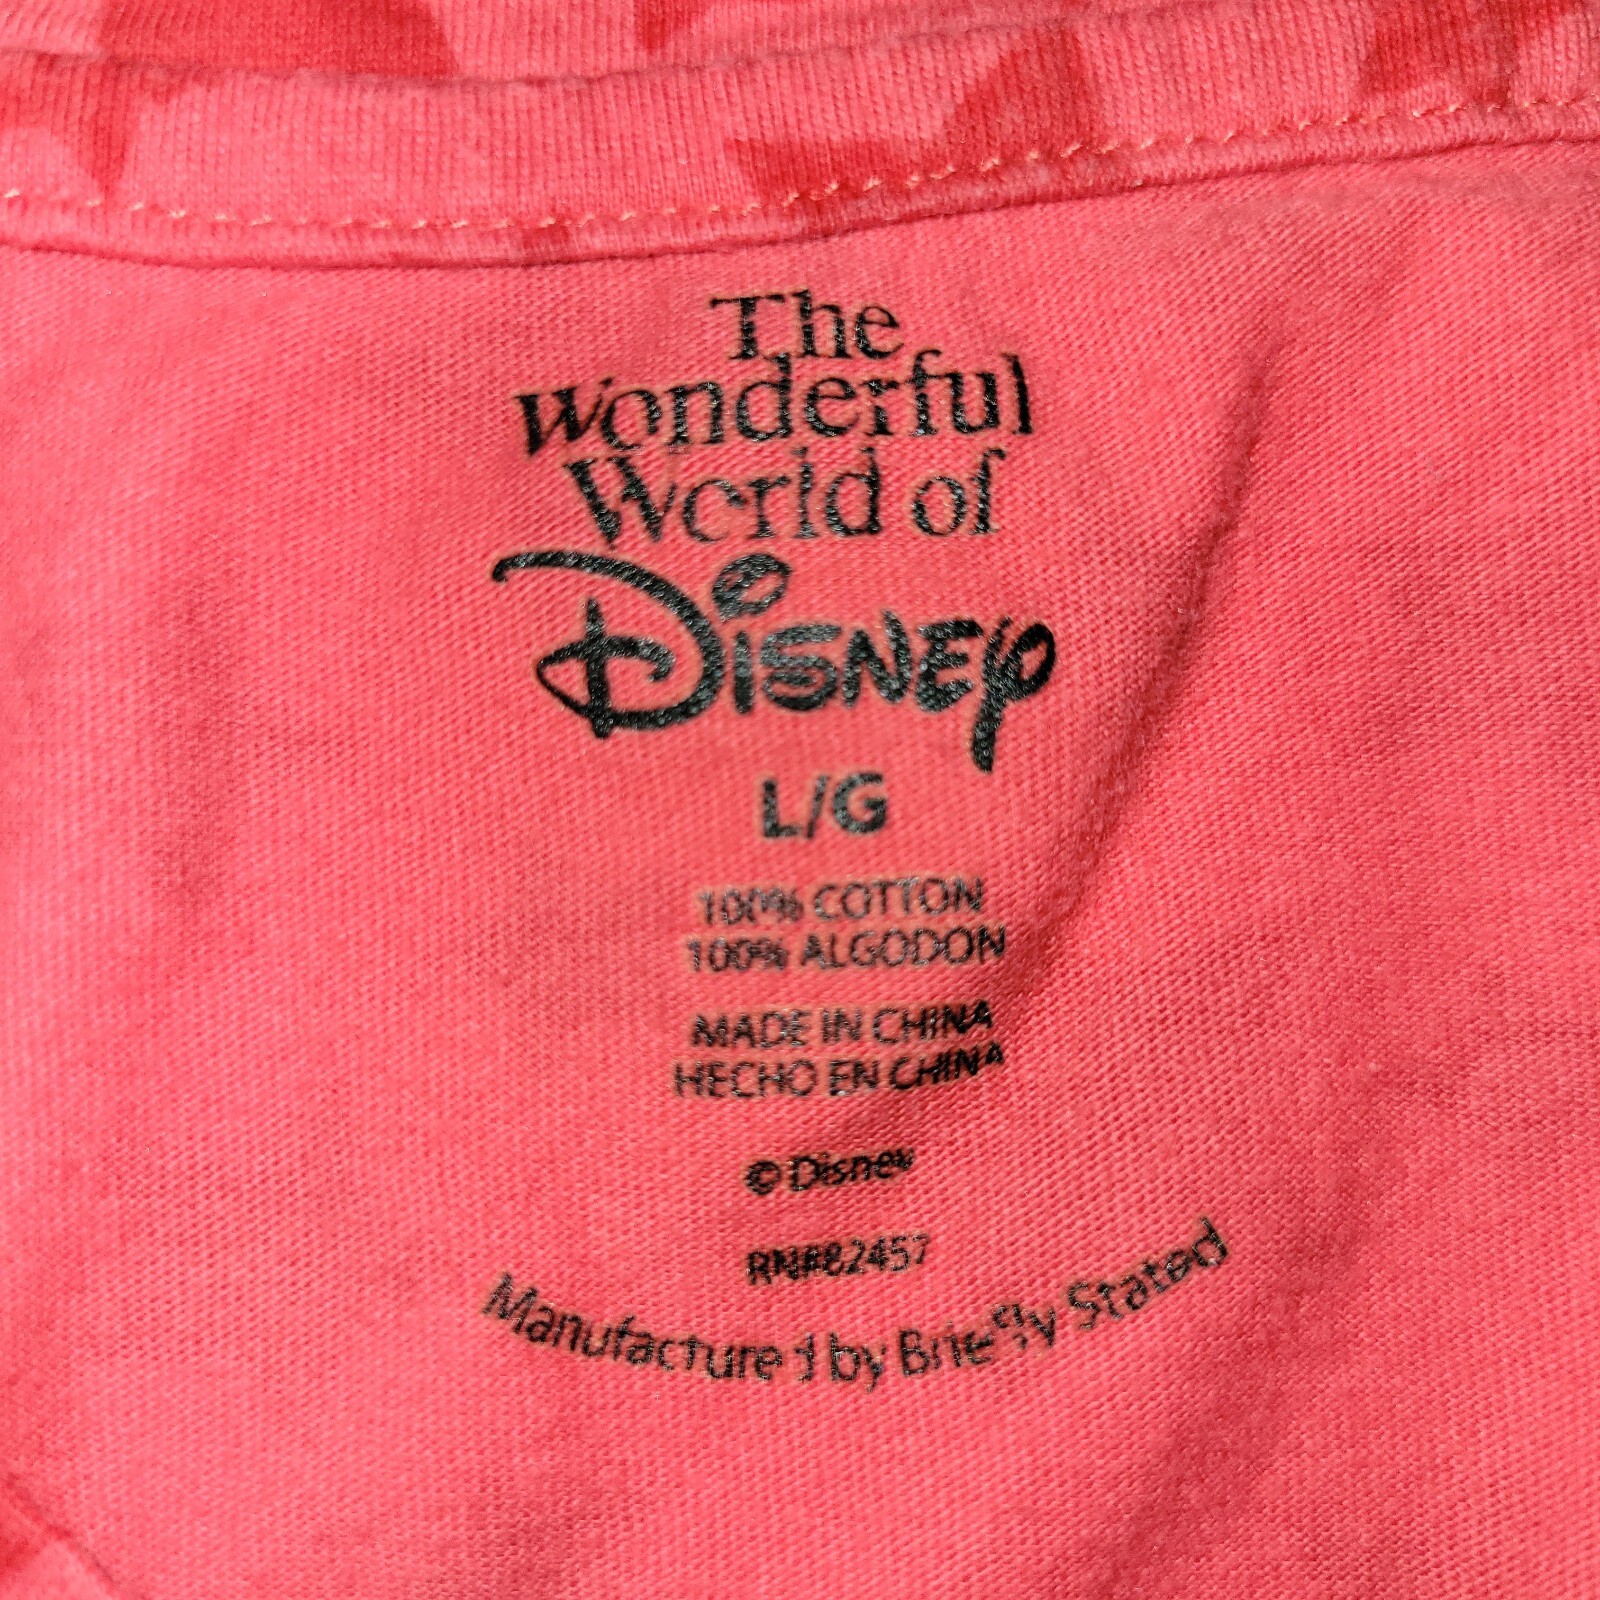 The
Wonderful
World of
Disney
L/G
100% COTTON
100% ALGODON
MADE IN CHINA
HECHO EN CHINA
© Disney
RN#82457
Manufactured by Briefly Stated